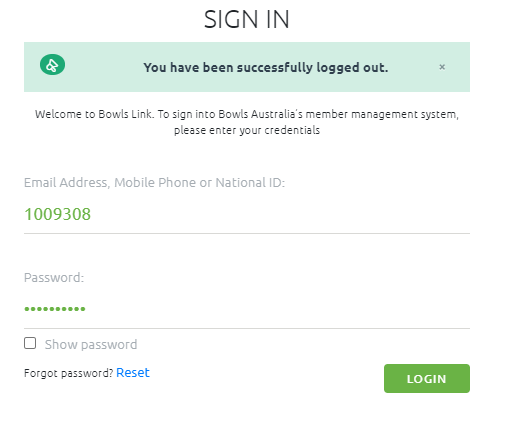 SIGN IN
You have been successfully logged out.
×
Welcome to Bowls Link. To sign into Bowls Australia's member management system,
please enter your credentials
Email Address, Mobile Phone or National ID:
1009308
Password:
••••••••••
Show password
Forgot password? Reset
LOGIN